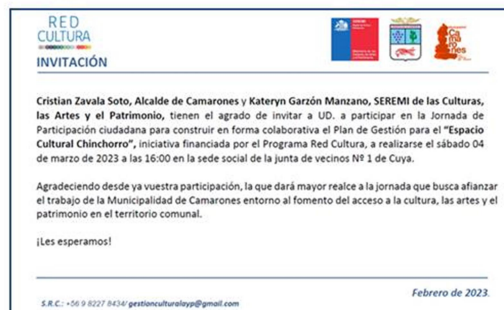 RED
CULTURA
INVITACIÓN
Camarones
Cristian Zavala Soto, Alcalde de Camarones y Kateryn Garzón Manzano, SEREMI de las Culturas,
las Artes y el Patrimonio, tienen el agrado de invitar a UD. a participar en la Jornada de
Participación ciudadana para construir en forma colaborativa el Plan de Gestión para el "Espacio
Cultural Chinchorro", iniciativa financiada por el Programa Red Cultura, a realizarse el sábado 04
de marzo de 2023 a las 16:00 en la sede social de la junta de vecinos Nº 1 de Cuya.
Agradeciendo desde ya vuestra participación, la que dará mayor realce a la jornada que busca afianzar
el trabajo de la Municipalidad de Camarones entorno al fomento del acceso a la cultura, las artes y el
patrimonio en el territorio comunal.
¡Les esperamos!
Febrero de 2023.
S.R.C.: +56 9 8227 8434/ gestionculturalayp@gmail.com